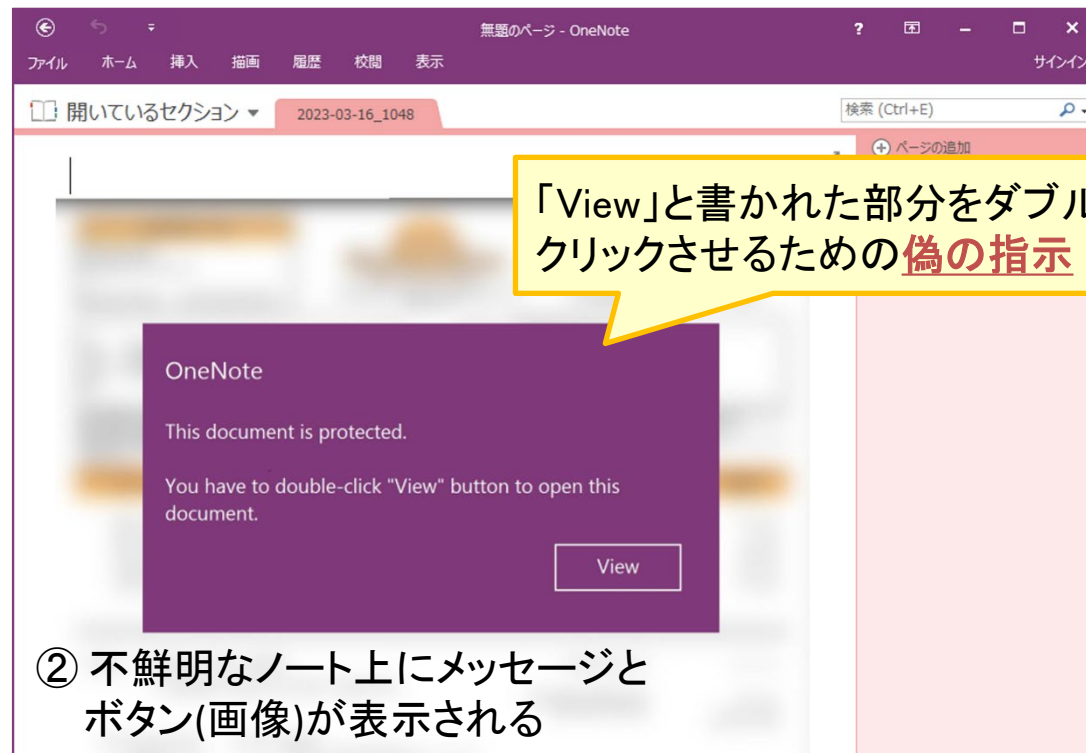 無題のページ - OneNote
?
ファイル ホーム 挿入 描画 履歴 校閲 表示
サインイン
開いているセクション
2023-03-16_1048
検索 (Ctrl+E)
ページの追加
「View」と書かれた部分をダブル
クリックさせるための偽の指示
OneNote
This document is protected.
You have to double-click "View" button to open this
document.
View
② 不鮮明なノート上にメッセージと
ボタン(画像)が表示される